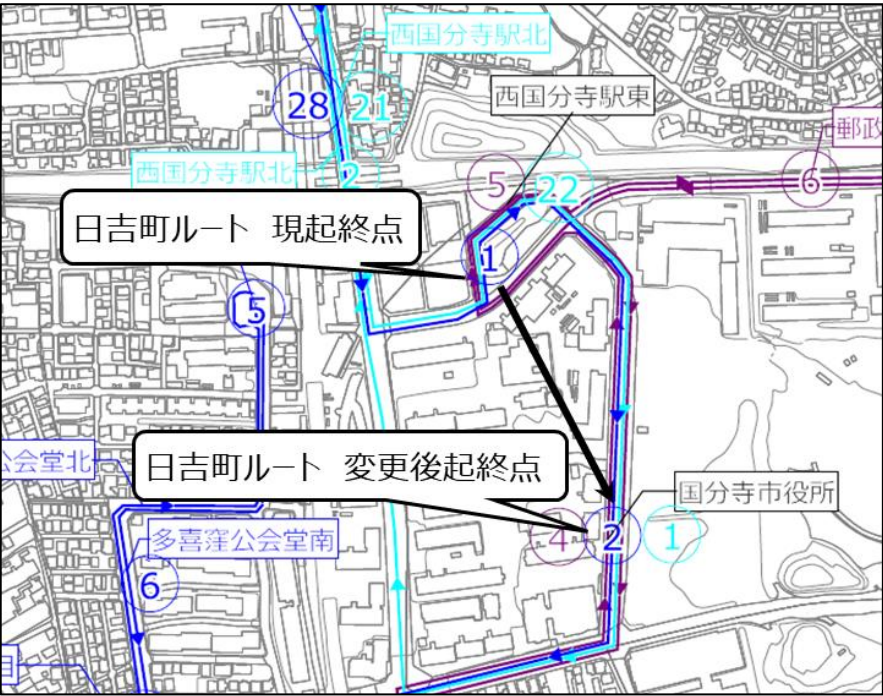 西国分寺駅北
28
21
西国分寺駅東
郵政
西国分寺駅北
2
5
22
6
日吉町ルート 現起終点
1
5
公会堂北
日吉町ルート 変更後起終点
国分寺市役所
多喜窪公会堂南
4
2
1
6